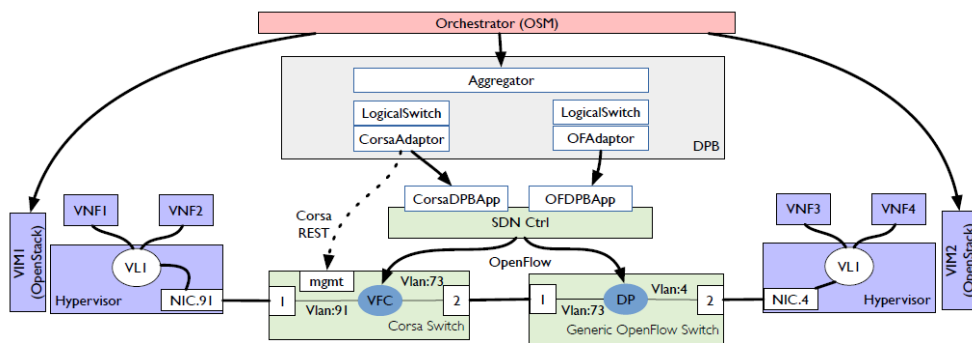 Orchestrator (OSM)
Aggregator
LogicalSwitch
LogicalSwitch
CorsaAdaptor
OFAdaptor
DPB
CorsaDPBApp
OFDPBApp
SDN Ctrl
Corsa
REST
OpenFlow
VIM1
(OpenStack)
VNF1
VNF2
VL1
Hypervisor
NIC.91
mgmt
1
Vlan:91
VFC
Vlan:73
2
Corsa Switch
1
Vlan:73
DP
Vlan:4
2
Generic OpenFlow Switch
VNF3
VNF4
VL1
NIC.4
Hypervisor
VIM2
(OpenStack)